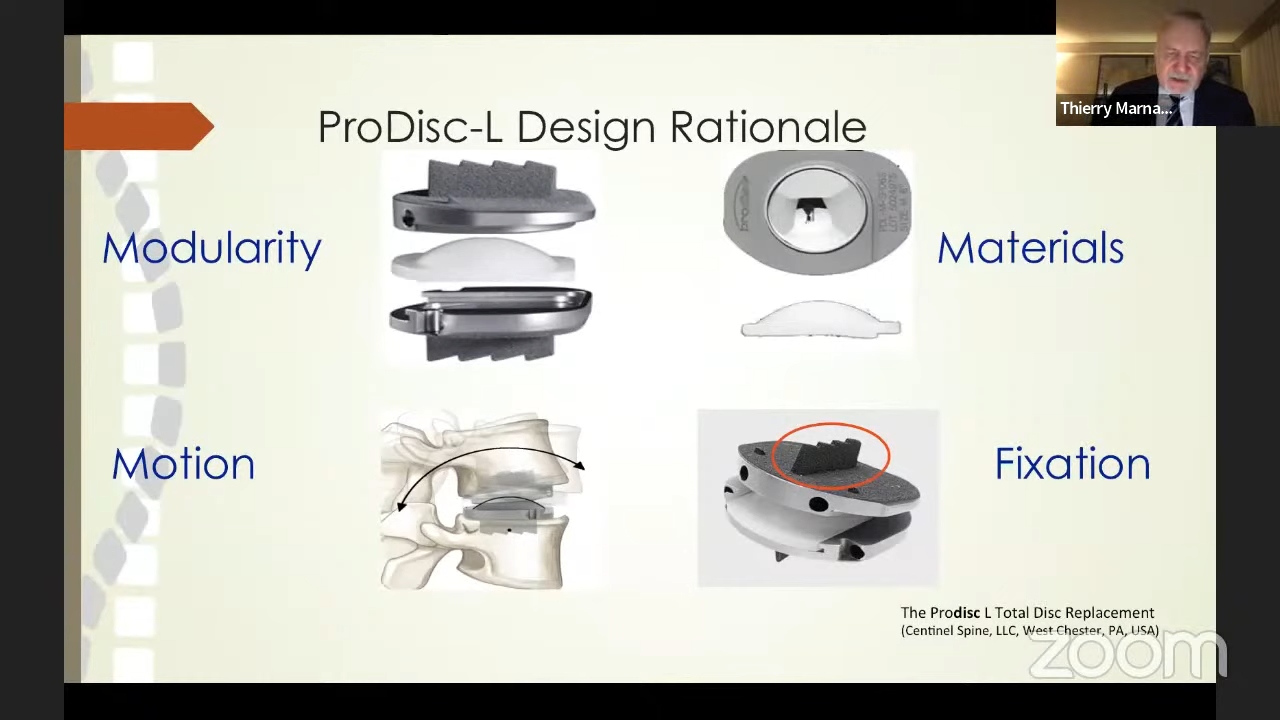 Thierry Marna...
ProDisc-L Design Rationale
Modularity
Materials
Motion
Fixation
The Prodisc L Total Disc Replacement
(Centinel Spine, LLC, West Chester, PA, USA)
zoom